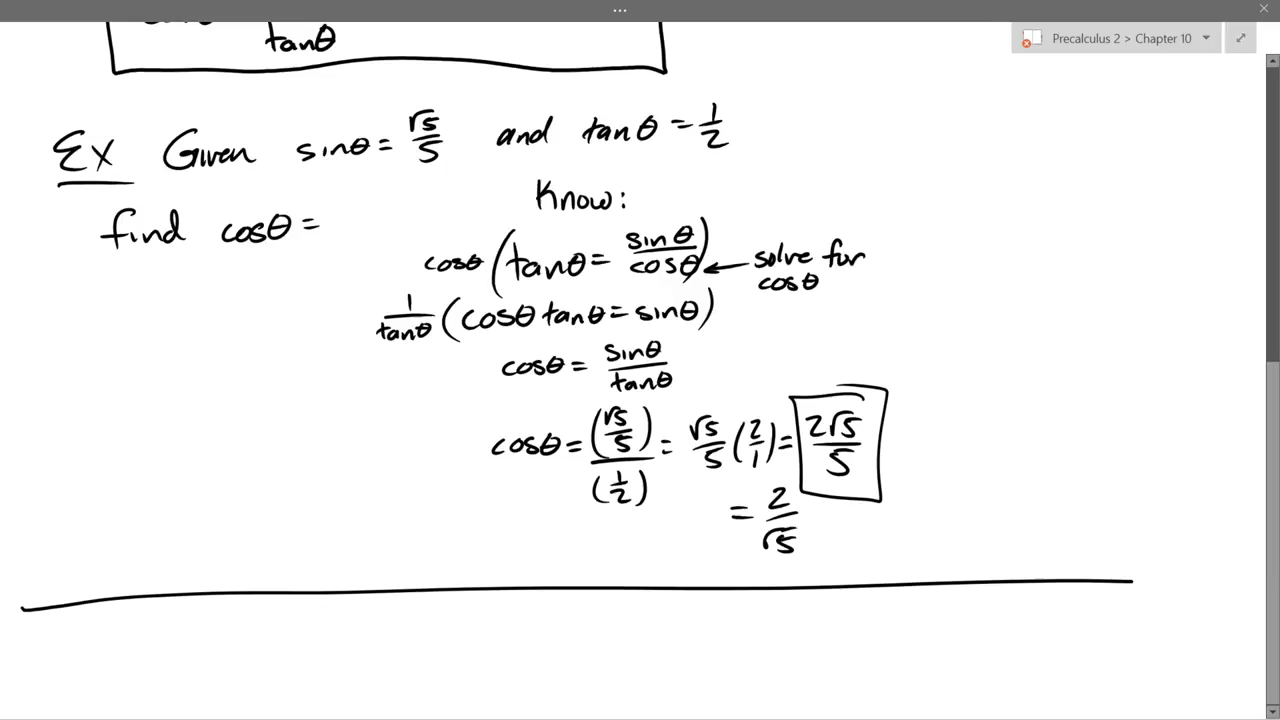 ...
Precalculus 2 > Chapter 10
tanθ
Ex Given sinθ = √5/5 and tanθ = 1/2
find cosθ =
Know:
cosθ (tanθ = sinθ/cosθ) ← solve for cosθ
1/tanθ (cosθ tanθ = sinθ)
cosθ = sinθ/tanθ
cosθ = (√5/5)/(1/2) = √5/5 (2/1) = 2√5/5
= 2/√5